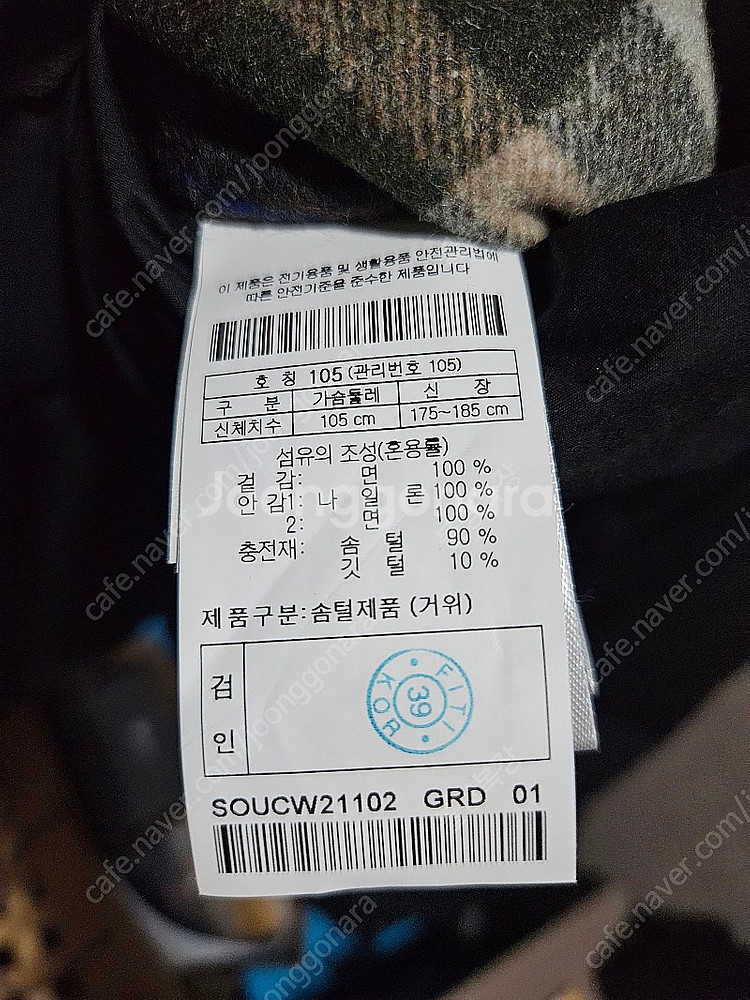 이 제품은 전기용품 및 생활용품 안전관리법에
따른 안전기준을 준수한 제품입니다
호 칭 105 (관리번호 105)
구 분 가슴둘레 신 장
신체치수 105 cm 175~185 cm
섬유의 조성(혼용률)
겉 감: 면 100 %
안 감1: 나 일 론 100 %
2: 면 100 %
충전재: 솜 털 90 %
깃 털 10 %
제품구분: 솜털제품 (거위)
검
인
FITI
39
KOR
SOUCW21102 GRD 01
Joonggonara
cafe.naver.com/joonggonara